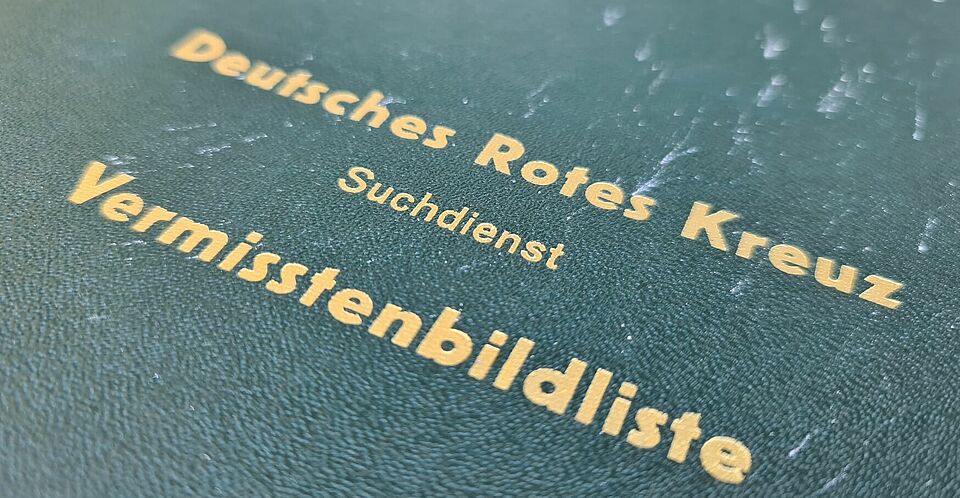 Deutsches Rotes Kreuz
Suchdienst
Vermisstenbildliste